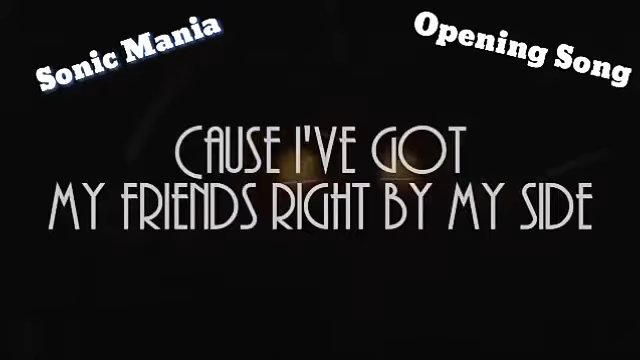 Sonic Mania
Opening Song
CAUSE I'VE GOT
MY FRIENDS RIGHT BY MY SIDE